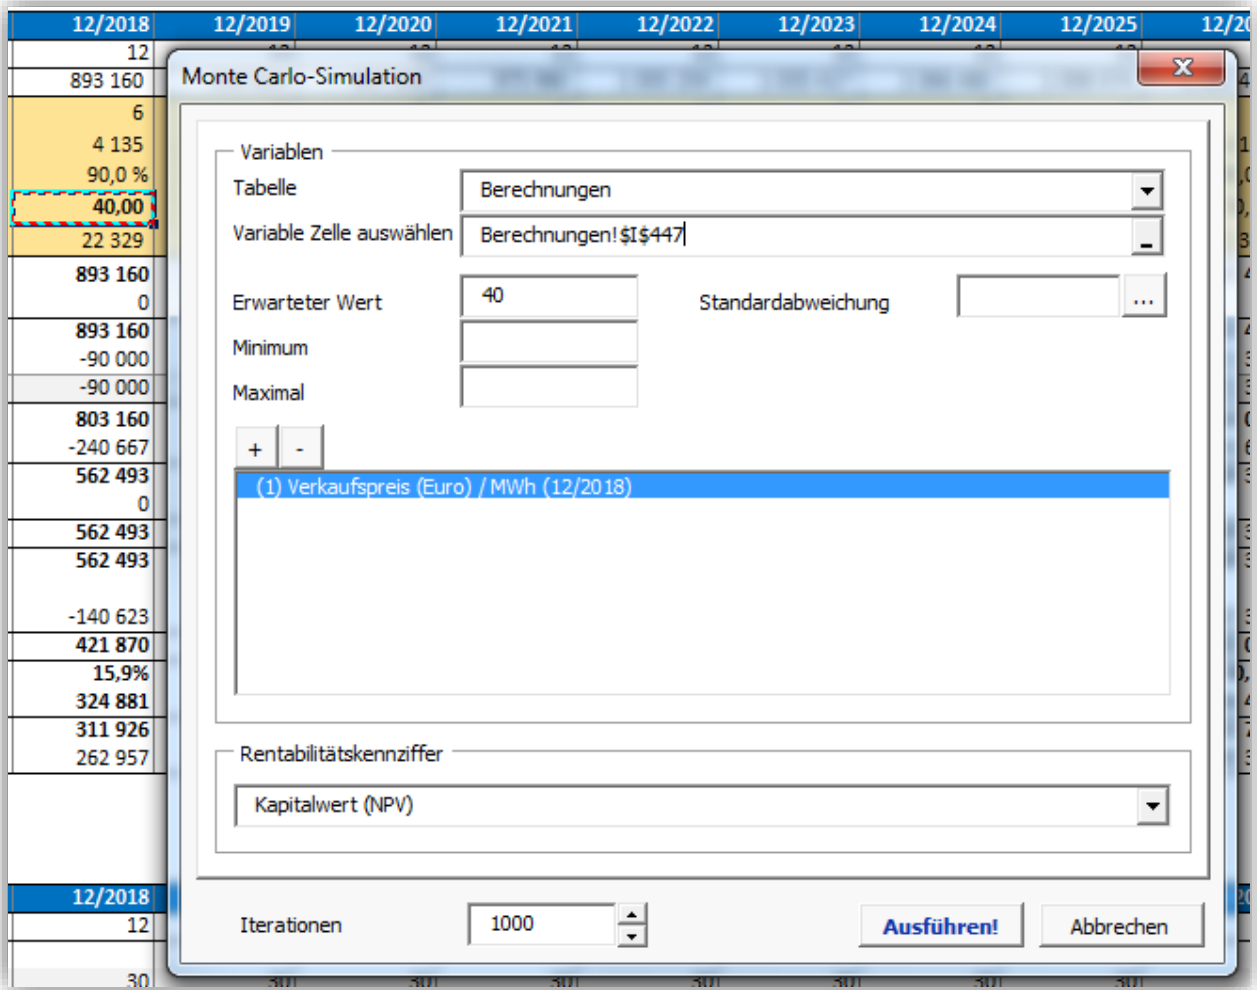 12/2018 12/2019 12/2020 12/2021 12/2022 12/2023 12/2024 12/2025
12
893 160
Monte Carlo-Simulation
6
4 135
Variablen
90,0 %
Tabelle
Berechnungen
40,00
Variable Zelle auswählen
Berechnungen!$I$447
22 329
893 160
Erwarteter Wert
40
Standardabweichung
...
0
893 160
Minimum
-90 000
-90 000
Maximal
803 160
-240 667
+ -
562 493
(1) Verkaufspreis (Euro) / MWh (12/2018)
0
562 493
562 493
-140 623
421 870
15,9%
324 881
311 926
262 957
Rentabilitätskennziffer
Kapitalwert (NPV)
12/2018
12
Iterationen
1000
Ausführen!
Abbrechen
30